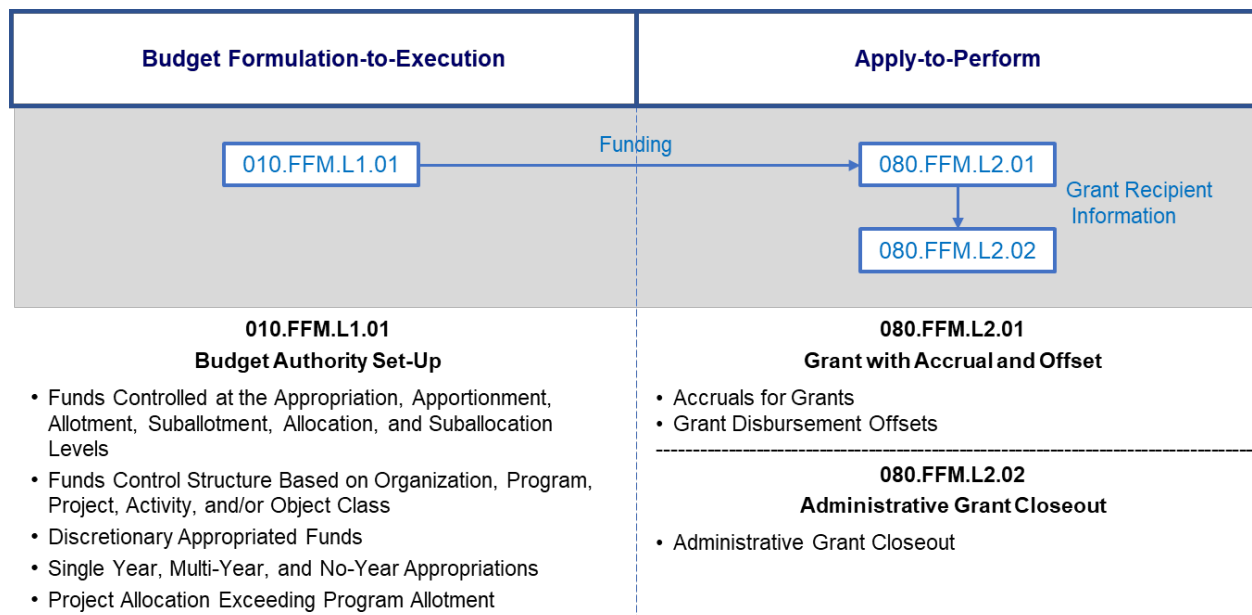 Budget Formulation-to-Execution
Apply-to-Perform
Funding
010.FFM.L1.01
080.FFM.L2.01
Grant Recipient
Information
080.FFM.L2.02
010.FFM.L1.01
Budget Authority Set-Up
• Funds Controlled at the Appropriation, Apportionment,
Allotment, Suballotment, Allocation, and Suballocation
Levels
• Funds Control Structure Based on Organization, Program,
Project, Activity, and/or Object Class
• Discretionary Appropriated Funds
• Single Year, Multi-Year, and No-Year Appropriations
• Project Allocation Exceeding Program Allotment
080.FFM.L2.01
Grant with Accrual and Offset
• Accruals for Grants
• Grant Disbursement Offsets
080.FFM.L2.02
Administrative Grant Closeout
• Administrative Grant Closeout